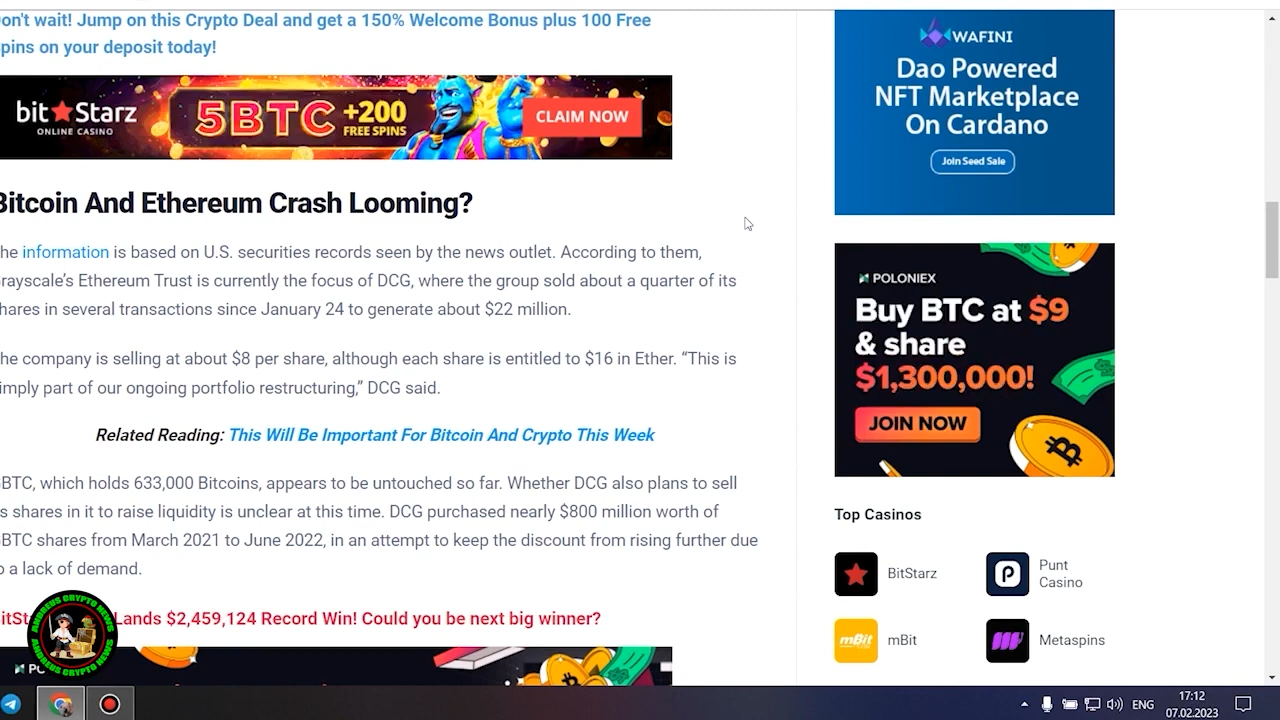 on't wait! Jump on this Crypto Deal and get a 150% Welcome Bonus plus 100 Free
pins on your deposit today!
bit Starz
ONLINE CASINO
5BTC +200
FREE SPINS
CLAIM NOW
Bitcoin And Ethereum Crash Looming?
he information is based on U.S. securities records seen by the news outlet. According to them,
rayscale's Ethereum Trust is currently the focus of DCG, where the group sold about a quarter of its
hares in several transactions since January 24 to generate about $22 million.
he company is selling at about $8 per share, although each share is entitled to $16 in Ether. “This is
imply part of our ongoing portfolio restructuring,” DCG said.
Related Reading: This Will Be Important For Bitcoin And Crypto This Week
BTC, which holds 633,000 Bitcoins, appears to be untouched so far. Whether DCG also plans to sell
s shares in it to raise liquidity is unclear at this time. DCG purchased nearly $800 million worth of
BTC shares from March 2021 to June 2022, in an attempt to keep the discount from rising further due
o a lack of demand.
itSt Lands $2,459,124 Record Win! Could you be next big winner?
ANDREUS CRYPTO NEWS
ANDREUS CRYPTO NEWS
WAFINI
Dao Powered
NFT Marketplace
On Cardano
Join Seed Sale
POLONIEX
Buy BTC at $9
& share
$1,300,000!
JOIN NOW
Top Casinos
BitStarz
Punt
Casino
mBit
mBit
Metaspins
ENG
17:12
07.02.2023